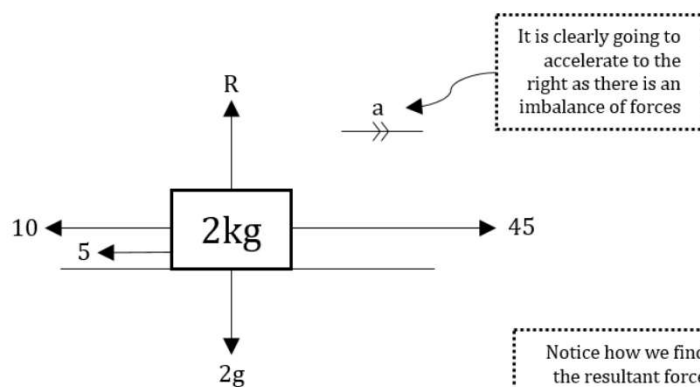 It is clearly going to
accelerate to the
right as there is an
imbalance of forces
R
a
10
2kg
45
5
2g
Notice how we find
the resultant force